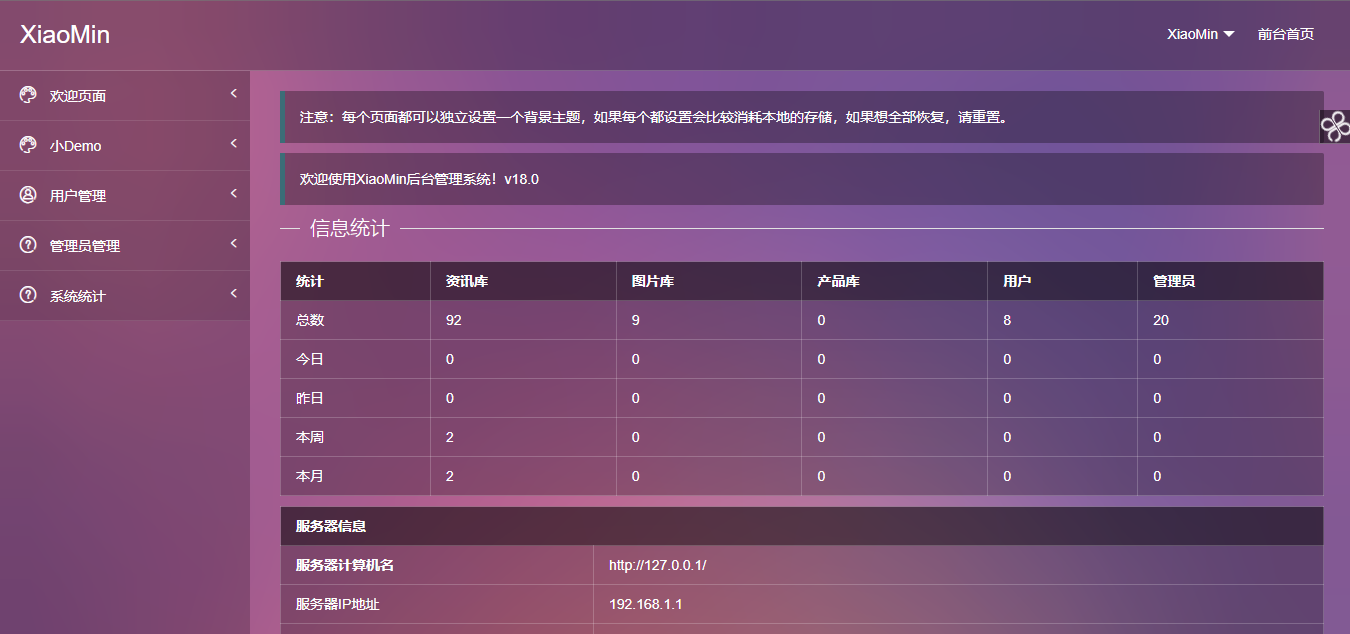 XiaoMin
XiaoMin 前台首页
欢迎页面
小Demo
用户管理
管理员管理
系统统计
注意：每个页面都可以独立设置一个背景主题，如果每个都设置会比较消耗本地的存储，如果想全部恢复，请重置。
欢迎使用XiaoMin后台管理系统！v18.0
信息统计
统计 资讯库 图片库 产品库 用户 管理员
总数 92 9 0 8 20
今日 0 0 0 0 0
昨日 0 0 0 0 0
本周 2 0 0 0 0
本月 2 0 0 0 0
服务器信息
服务器计算机名 http://127.0.0.1/
服务器IP地址 192.168.1.1